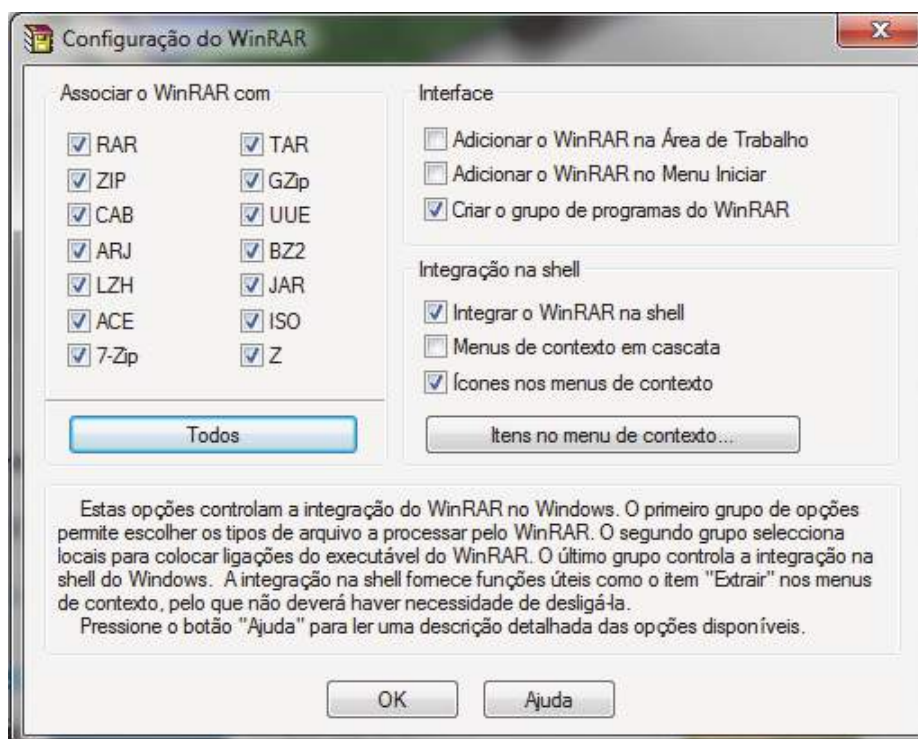 Configuração do WinRAR
Associar o WinRAR com
RAR
ZIP
CAB
ARJ
LZH
ACE
7-Zip
TAR
GZip
UUE
BZ2
JAR
ISO
Z
Todos
Interface
Adicionar o WinRAR na Área de Trabalho
Adicionar o WinRAR no Menu Iniciar
Criar o grupo de programas do WinRAR
Integração na shell
Integrar o WinRAR na shell
Menus de contexto em cascata
Ícones nos menus de contexto
Itens no menu de contexto...
Estas opções controlam a integração do WinRAR no Windows. O primeiro grupo de opções
permite escolher os tipos de arquivo a processar pelo WinRAR. O segundo grupo selecciona
locais para colocar ligações do executável do WinRAR. O último grupo controla a integração na
shell do Windows. A integração na shell fornece funções úteis como o item "Extrair" nos menus
de contexto, pelo que não deverá haver necessidade de desligá-la.
Pressione o botão "Ajuda" para ler uma descrição detalhada das opções disponíveis.
OK
Ajuda